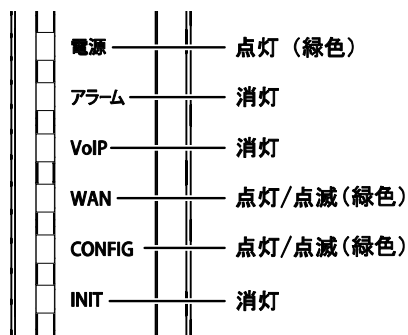 電源 点灯（緑色）
アラーム 消灯
VoIP 消灯
WAN 点灯/点滅(緑色)
CONFIG 点灯/点滅(緑色)
INIT 消灯